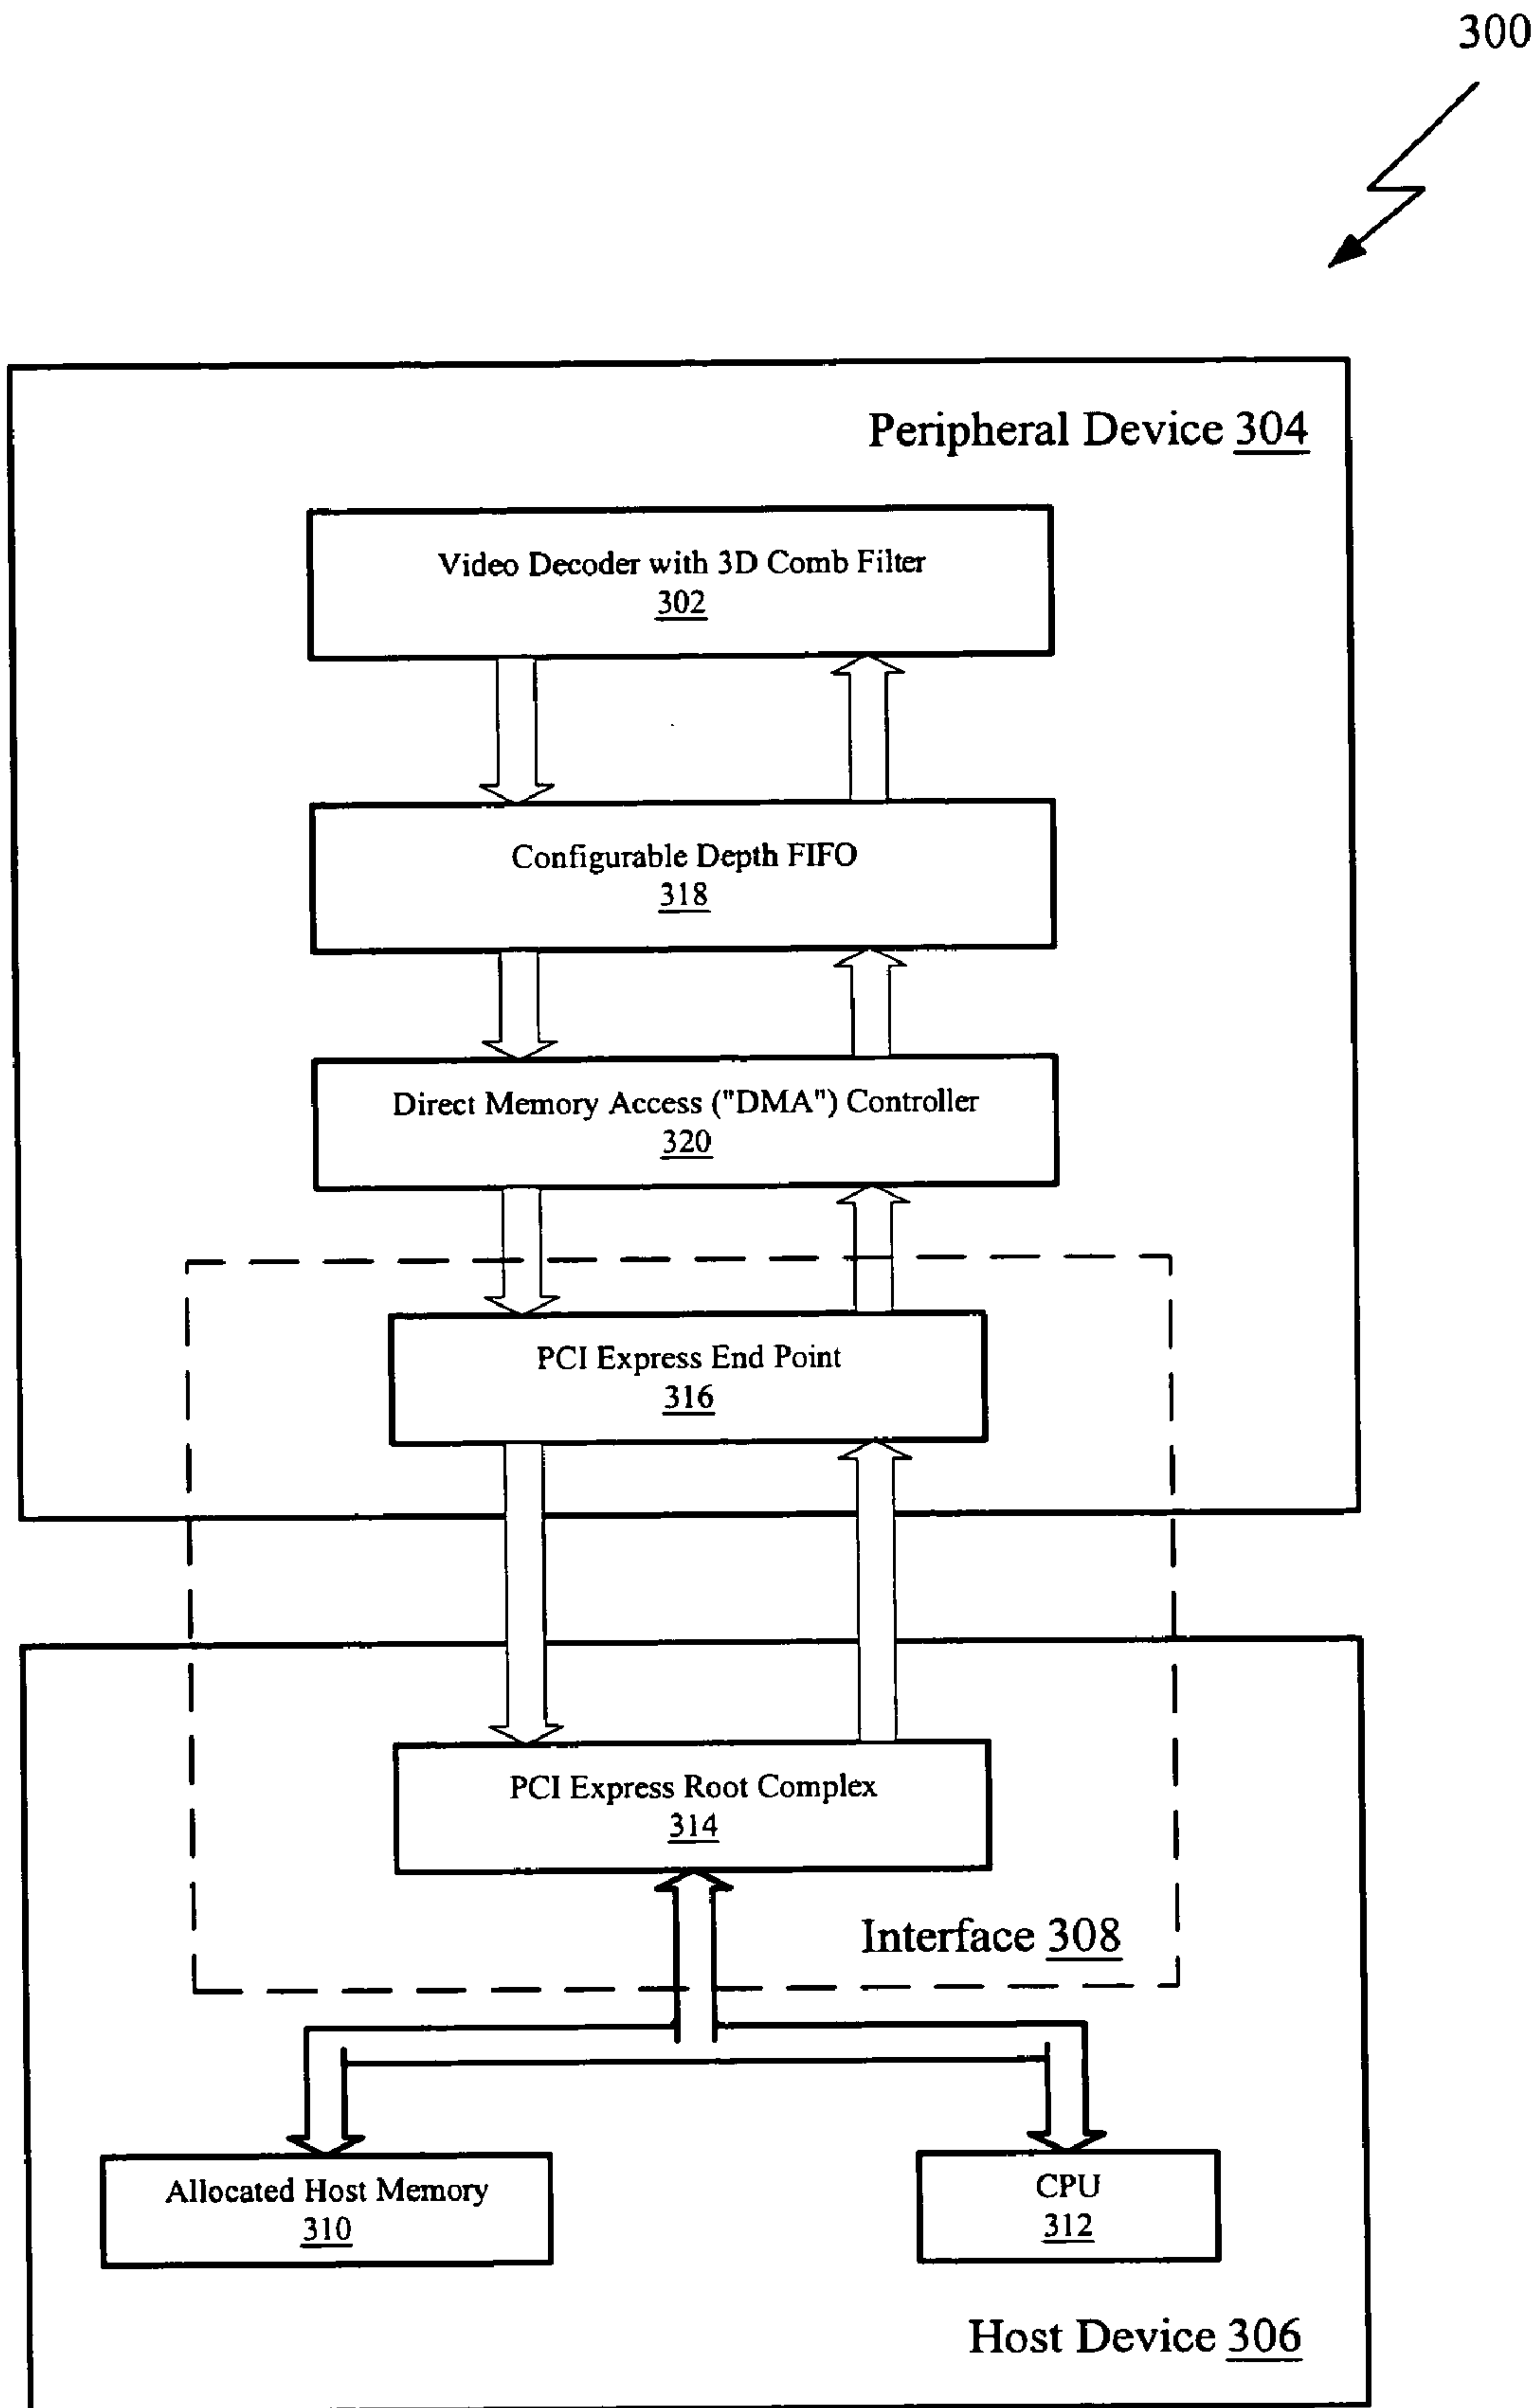 300
Peripheral Device 304
Video Decoder with 3D Comb Filter
302
Configurable Depth FIFO
318
Direct Memory Access ("DMA") Controller
320
PCI Express End Point
316
PCI Express Root Complex
314
Interface 308
Allocated Host Memory
310
CPU
312
Host Device 306